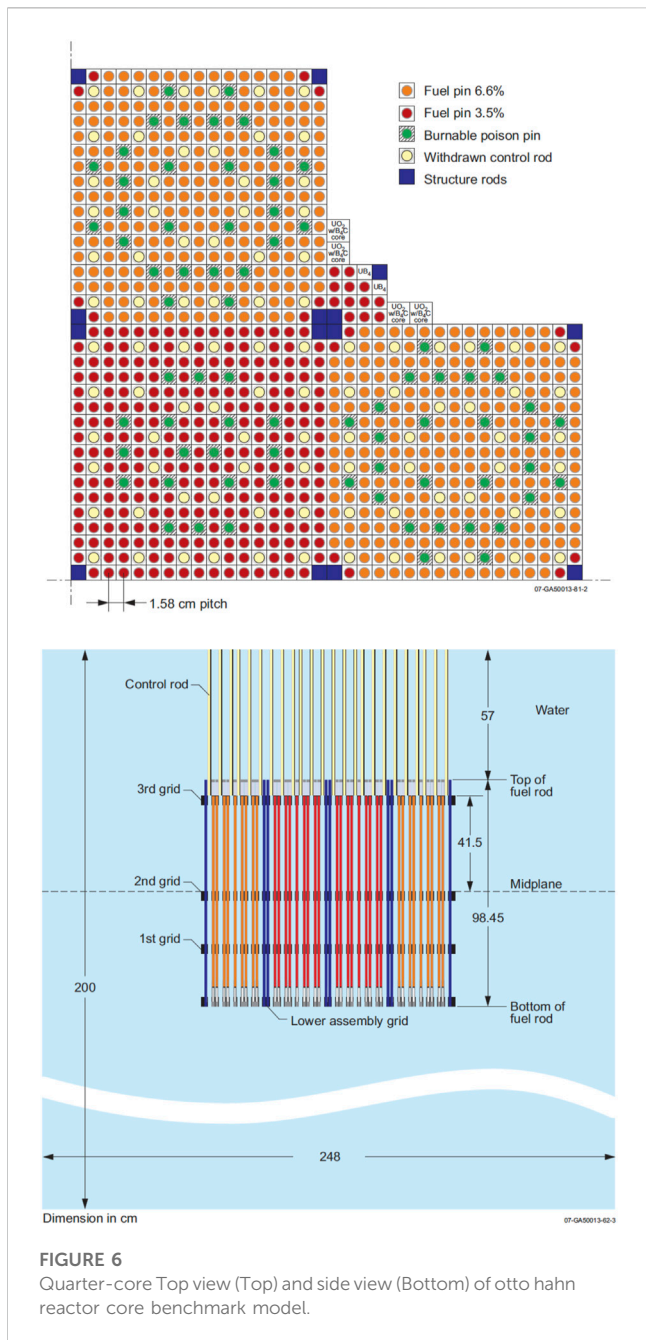 Fuel pin 6.6%
Fuel pin 3.5%
Burnable poison pin
Withdrawn control rod
Structure rods
UO₂
w/B₄C
core
UO₂
w/B₄C
core
UB₄
UB₄
UO₂
w/B₄C
core
UO₂
w/B₄C
core
07-GA50013-81-2
1.58 cm pitch
Control rod
57
Water
3rd grid
Top of
fuel rod
41.5
2nd grid
Midplane
98.45
1st grid
200
Lower assembly grid
Bottom of
fuel rod
248
Dimension in cm
07-GA50013-62-3
FIGURE 6
Quarter-core Top view (Top) and side view (Bottom) of otto hahn
reactor core benchmark model.